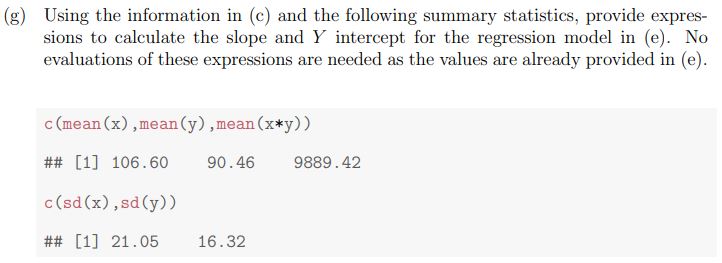 (g) Using the information in (c) and the following summary statistics, provide expres-
sions to calculate the slope and Y intercept for the regression model in (e). No
evaluations of these expressions are needed as the values are already provided in (e).
c(mean(x),mean(y),mean(x*y))
## [1] 106.60 90.46 9889.42
c(sd(x),sd(y))
## [1] 21.05 16.32